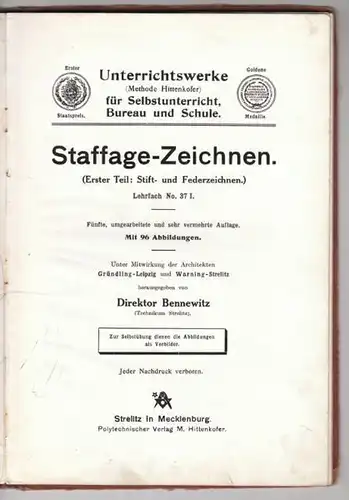 Erster
Staatspreis.
Unterrichtswerke
(Methode Hittenkofer)
für Selbstunterricht,
Bureau und Schule.
Goldene
Medaille.
Staffage-Zeichnen.
(Erster Teil: Stift- und Federzeichnen.)
Lehrfach No. 37 I.
Fünfte, umgearbeitete und sehr vermehrte Auflage.
Mit 96 Abbildungen.
Unter Mitwirkung der Architekten
Gründling-Leipzig und Warning-Strelitz
herausgegeben von
Direktor Bennewitz
(Technikum Strelitz).
Zur Selbstübung dienen die Abbildungen
als Vorbilder.
Jeder Nachdruck verboten.
Strelitz in Mecklenburg.
Polytechnischer Verlag M. Hittenkofer.